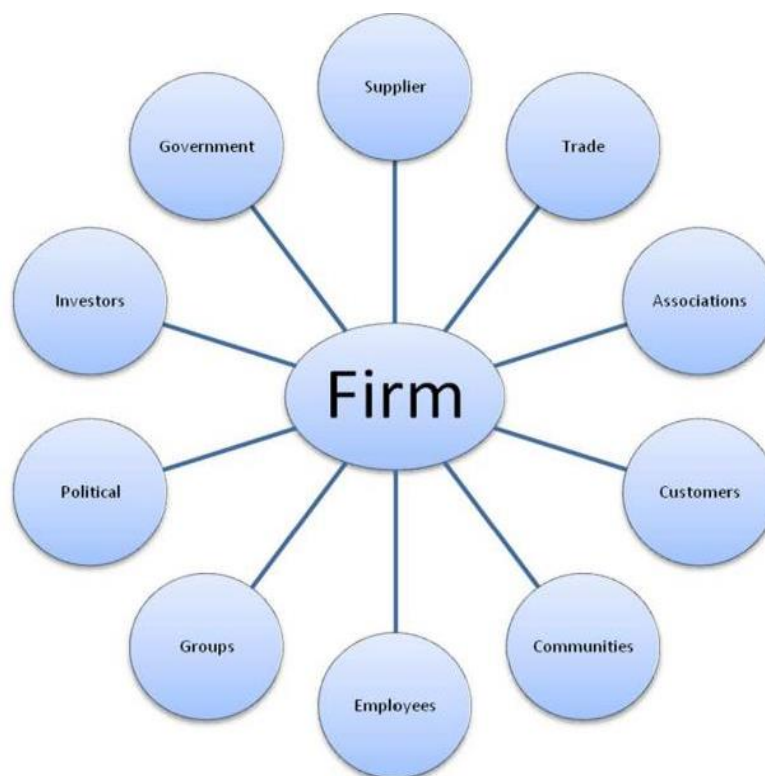 Supplier
Government
Trade
Investors
Associations
Firm
Political
Customers
Groups
Communities
Employees